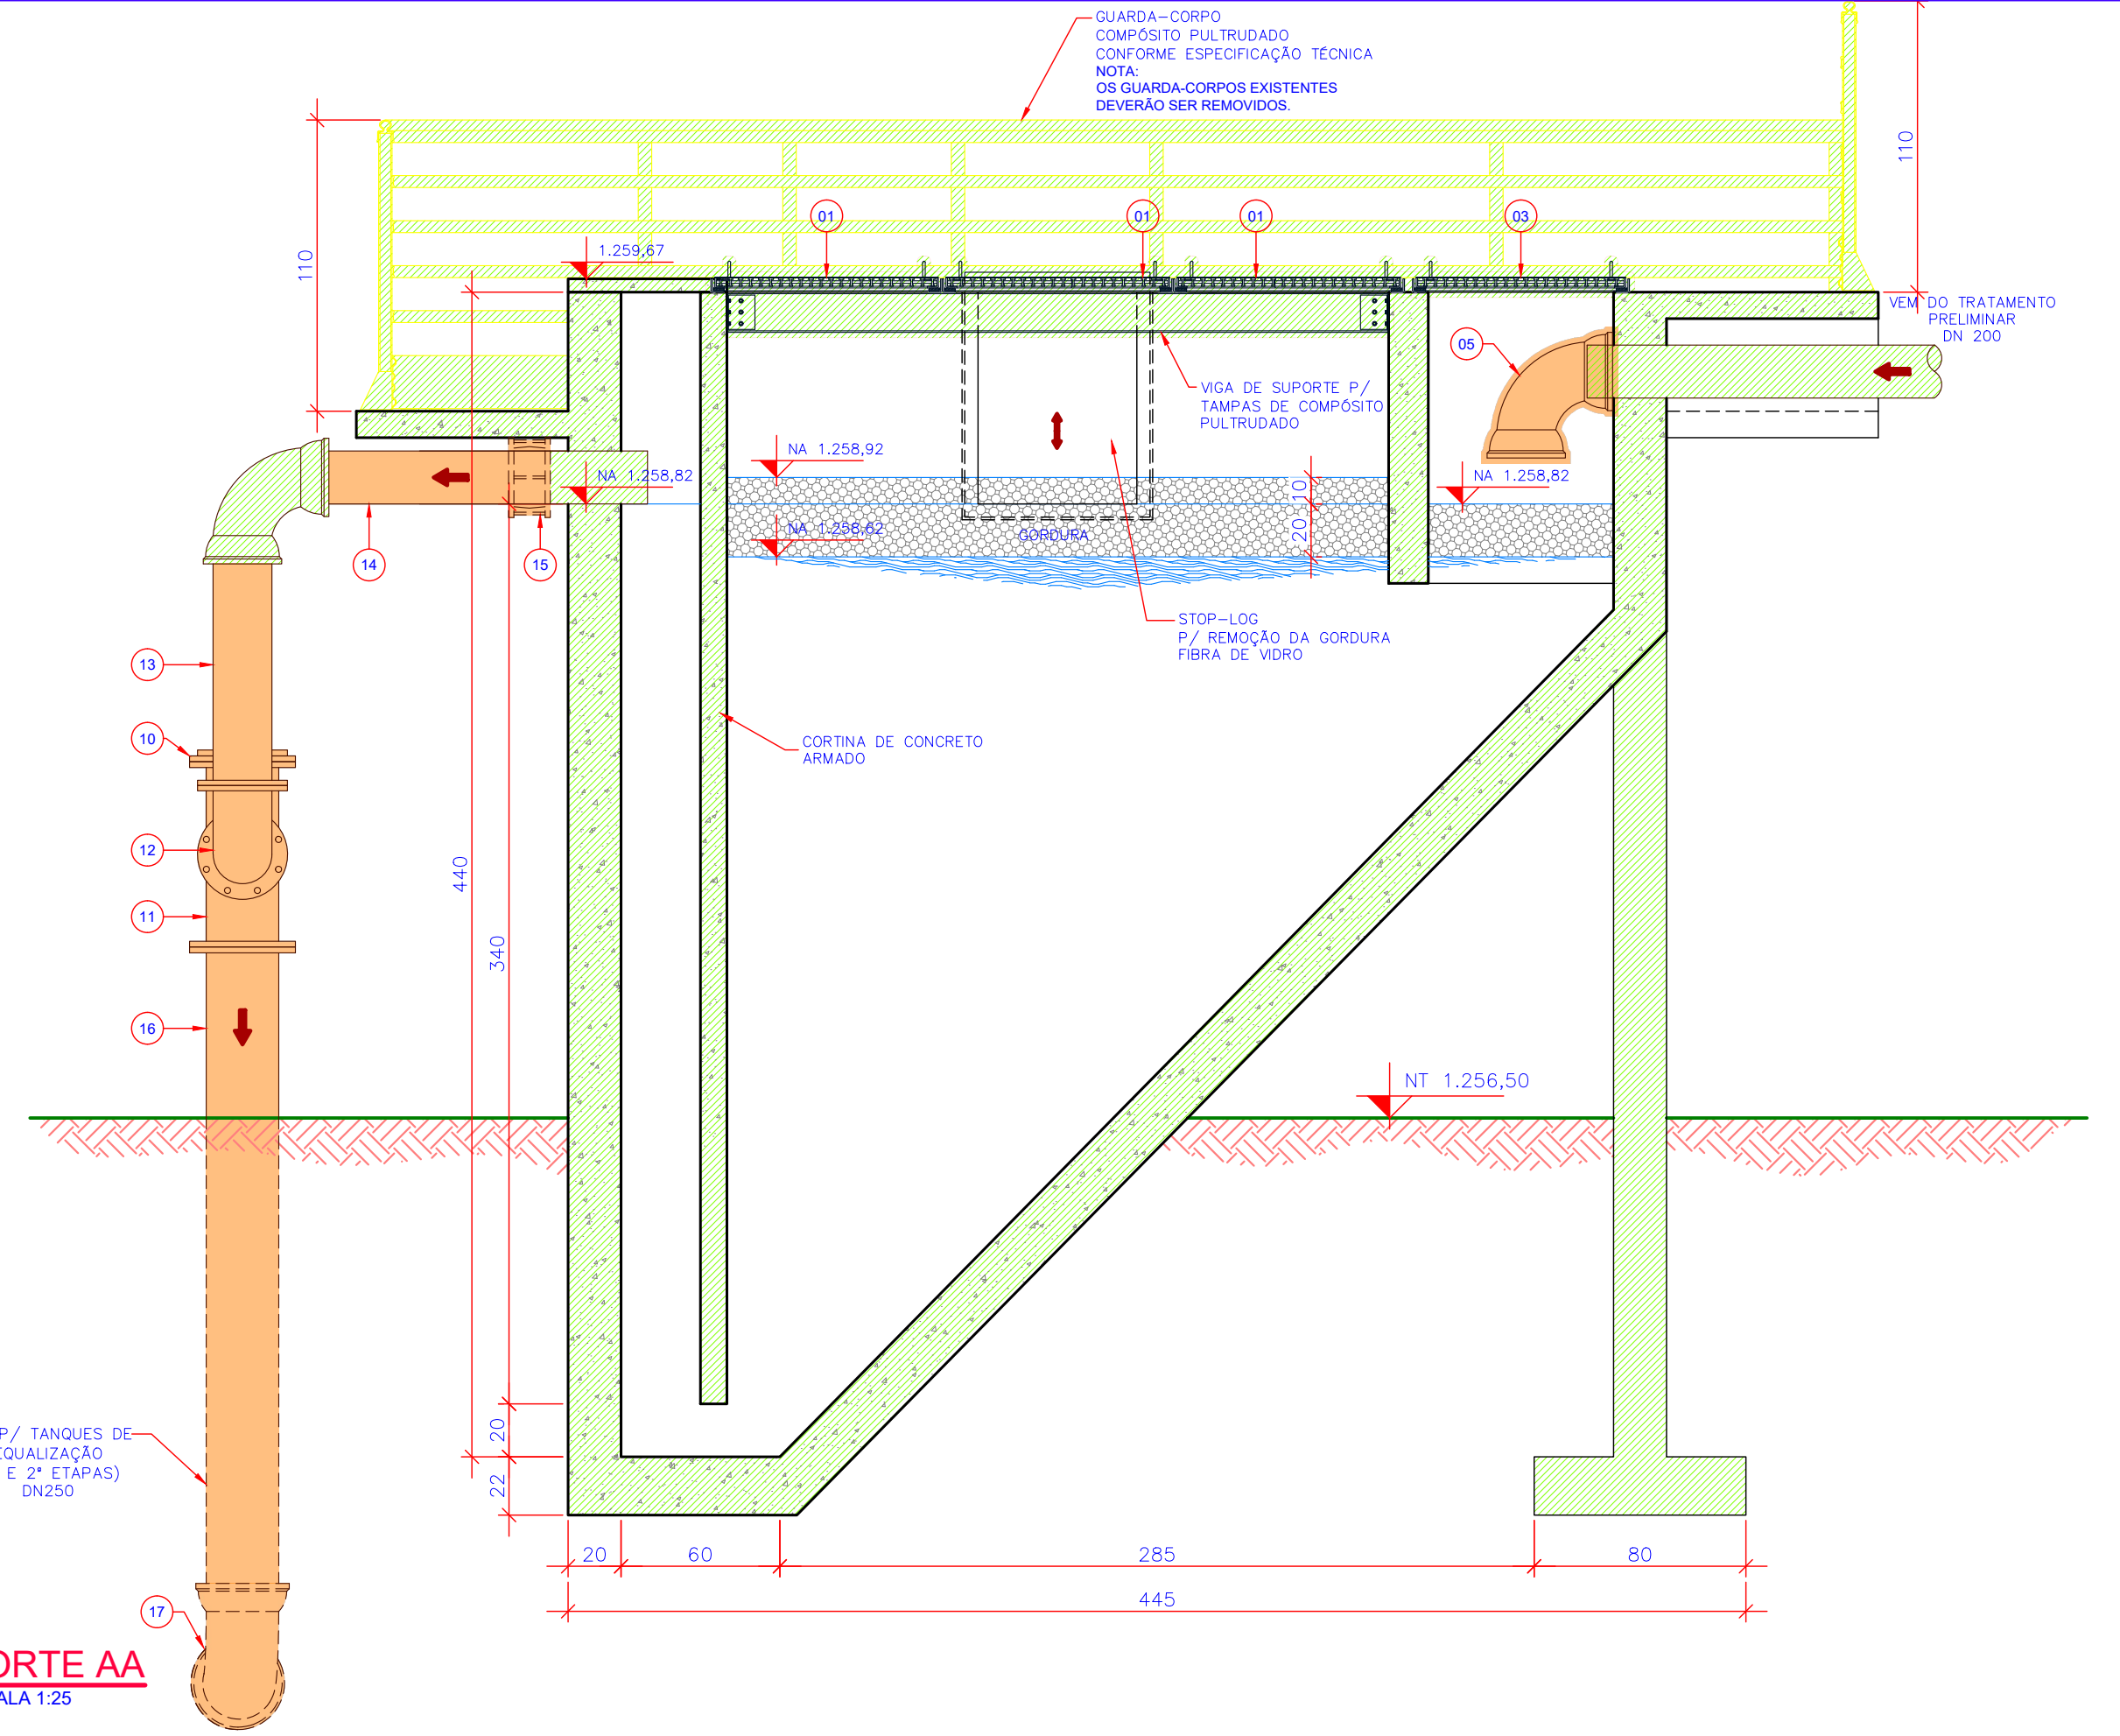 GUARDA-CORPO
COMPÓSITO PULTRUDADO
CONFORME ESPECIFICAÇÃO TÉCNICA
NOTA:
OS GUARDA-CORPOS EXISTENTES
DEVERÃO SER REMOVIDOS.
110
110
01
01
01
03
1.259,67
VEM DO TRATAMENTO
PRELIMINAR
DN 200
05
VIGA DE SUPORTE P/
TAMPAS DE COMPÓSITO
PULTRUDADO
NA 1.258,92
NA 1.258,82
NA 1.258,82
10
20
NA 1.258,62
GORDURA
14
15
STOP-LOG
P/ REMOÇÃO DA GORDURA
FIBRA DE VIDRO
13
10
CORTINA DE CONCRETO
ARMADO
12
440
11
340
16
NT 1.256,50
P/ TANQUES DE
EQUALIZAÇÃO
E 2ª ETAPAS)
DN250
20
22
20
60
285
80
445
17
ORTE AA
ALA 1:25